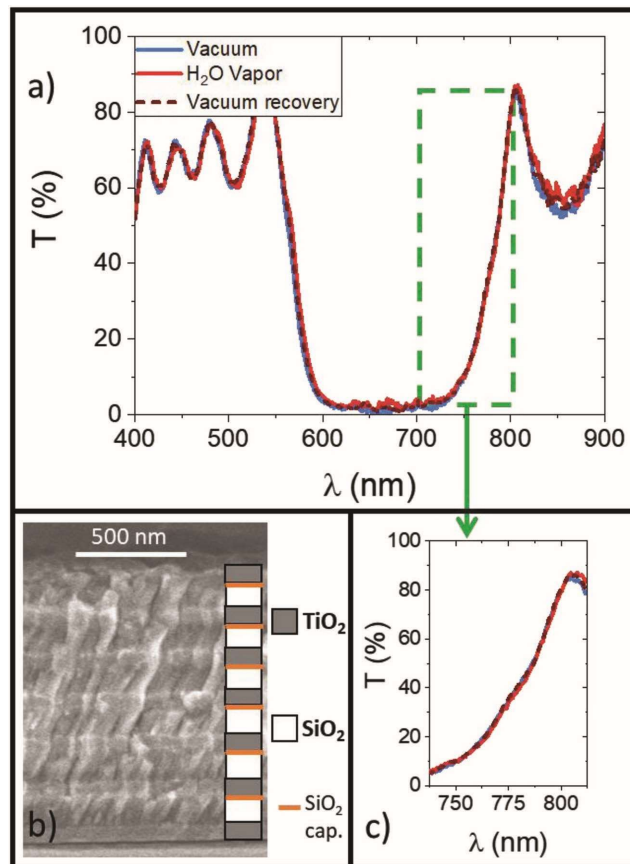 a)
Vacuum
H₂O Vapor
Vacuum recovery
100
80
60
40
20
0
T (%)
400 500 600 700 800 900
λ (nm)
500 nm
TiO₂
SiO₂
SiO₂
cap.
b)
100
80
60
40
20
0
T (%)
750 775 800
λ (nm)
c)